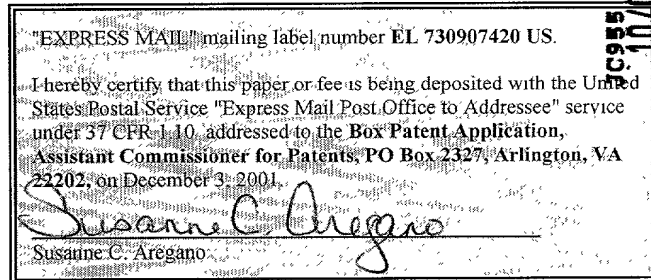 "EXPRESS MAIL" mailing label number EL 730907420 US.
I hereby certify that this paper or fee is being deposited with the United
States Postal Service "Express Mail Post Office to Addressee" service
under 37 CFR 1.10 addressed to the Box Patent Application,
Assistant Commissioner for Patents, PO Box 2327, Arlington, VA
22202, on December 3, 2001.
Susanne C. Aregano
Susanne C. Aregano